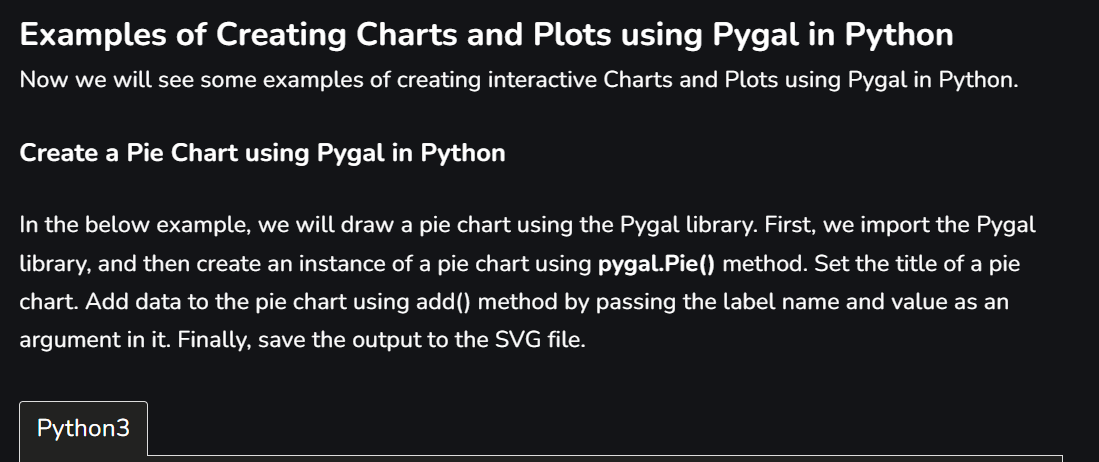 Examples of Creating Charts and Plots using Pygal in Python
Now we will see some examples of creating interactive Charts and Plots using Pygal in Python.
Create a Pie Chart using Pygal in Python
In the below example, we will draw a pie chart using the Pygal library. First, we import the Pygal
library, and then create an instance of a pie chart using pygal.Pie() method. Set the title of a pie
chart. Add data to the pie chart using add() method by passing the label name and value as an
argument in it. Finally, save the output to the SVG file.
Python3